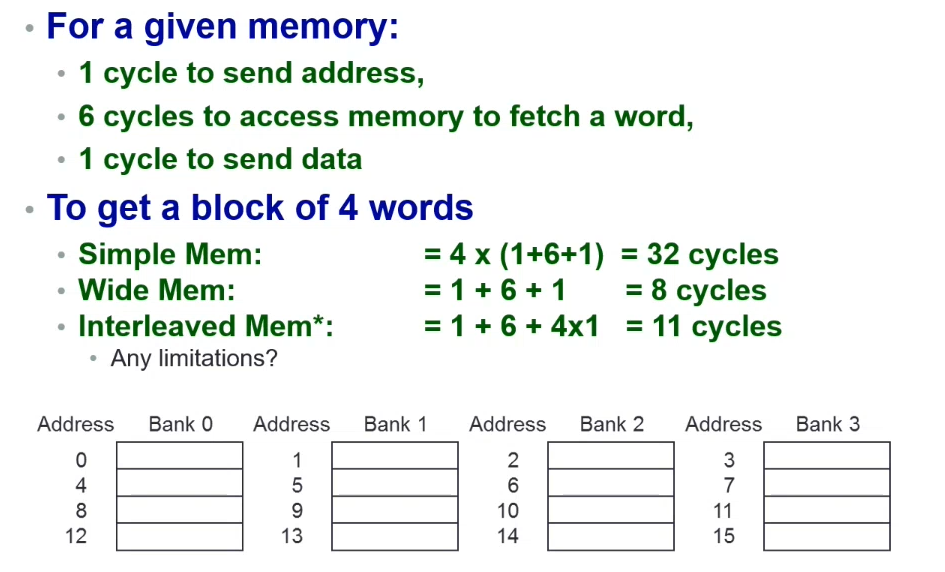 • For a given memory:
• 1 cycle to send address,
• 6 cycles to access memory to fetch a word,
• 1 cycle to send data
• To get a block of 4 words
• Simple Mem: = 4 x (1+6+1) = 32 cycles
• Wide Mem: = 1 + 6 + 1 = 8 cycles
• Interleaved Mem*: = 1 + 6 + 4x1 = 11 cycles
• Any limitations?
Address Bank 0 Address Bank 1 Address Bank 2 Address Bank 3
0 1 2 3
4 5 6 7
8 9 10 11
12 13 14 15